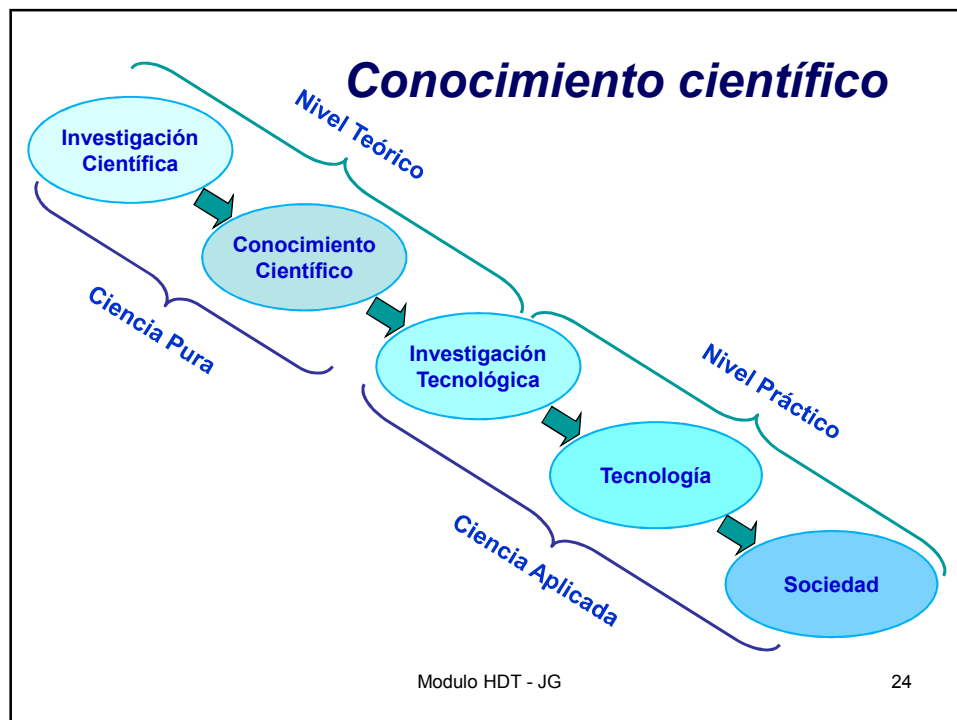 Conocimiento científico
Nivel Teórico
Investigación
Científica
Conocimiento
Científico
Ciencia Pura
Investigación
Tecnológica
Nivel Práctico
Tecnología
Ciencia Aplicada
Sociedad
Modulo HDT - JG
24